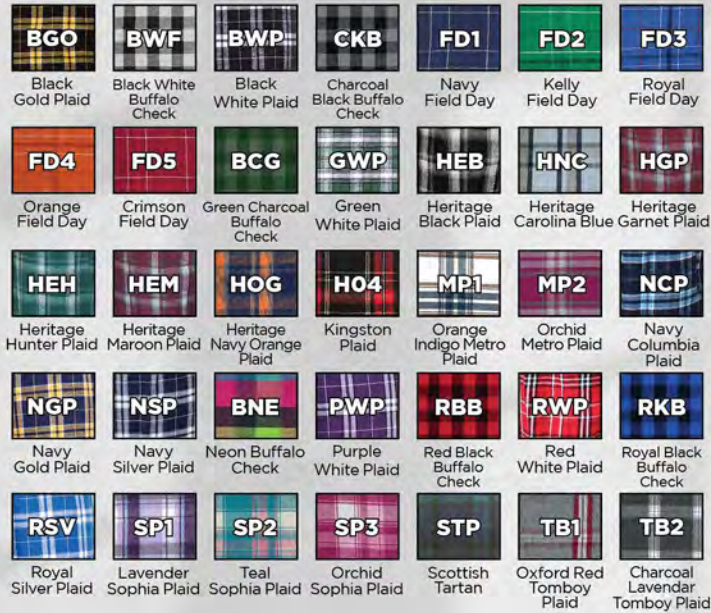 BGO BWF BWP CKB FD1 FD2 FD3
Black Black White Black Charcoal Navy Kelly Royal
Gold Plaid Buffalo White Plaid Black Buffalo Field Day Field Day Field Day
Check Check
FD4 FD5 BCG GWP HEB HNC HGP
Orange Crimson Green Charcoal Green Heritage Heritage Heritage
Field Day Field Day Buffalo White Plaid Black Plaid Carolina Blue Garnet Plaid
Check
HEH HEM HOG H04 MP1 MP2 NCP
Heritage Heritage Heritage Kingston Orange Orchid Navy
Hunter Plaid Maroon Plaid Navy Orange Plaid Indigo Metro Metro Plaid Columbia
Plaid Plaid Plaid
NGP NSP BNE PWP RBB RWP RKB
Navy Navy Neon Buffalo Purple Red Black Red Royal Black
Gold Plaid Silver Plaid Check White Plaid Buffalo White Plaid Buffalo
Check Check
RSV SP1 SP2 SP3 STP TB1 TB2
Royal Lavender Teal Orchid Scottish Oxford Red Charcoal
Silver Plaid Sophia Plaid Sophia Plaid Sophia Plaid Tartan Tomboy Lavendar
Plaid Tomboy Plaid